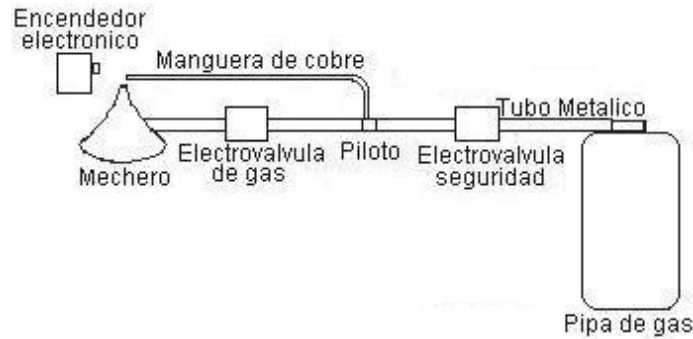 Encendedor
electronico
Manguera de cobre
Tubo Metalico
Mechero
Electrovalvula
de gas
Piloto
Electrovalvula
seguridad
Pipa de gas